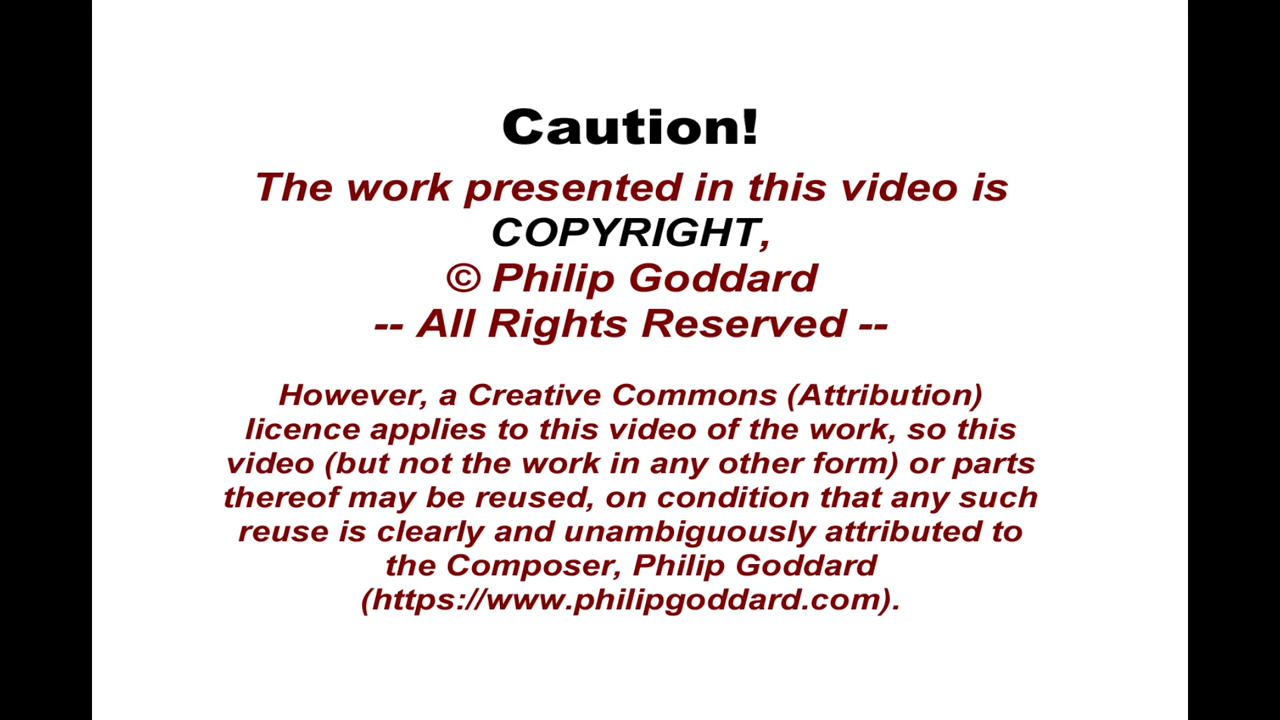 Caution!
The work presented in this video is
COPYRIGHT,
© Philip Goddard
-- All Rights Reserved --
However, a Creative Commons (Attribution)
licence applies to this video of the work, so this
video (but not the work in any other form) or parts
thereof may be reused, on condition that any such
reuse is clearly and unambiguously attributed to
the Composer, Philip Goddard
(https://www.philipgoddard.com).